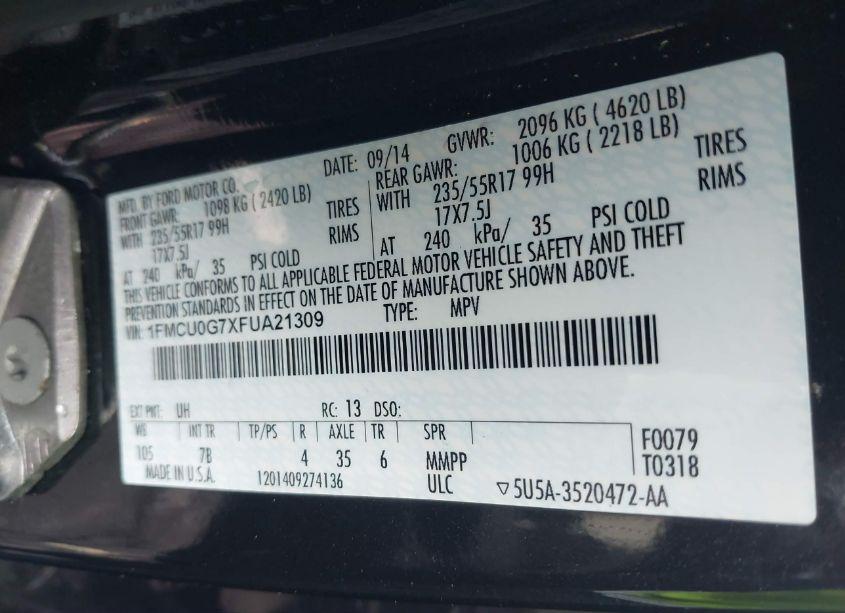 MFD. BY FORD MOTOR CO. DATE: 09/14 GVWR: 2096 KG ( 4620 LB)
FRONT GAWR: 1098 KG ( 2420 LB) REAR GAWR: 1006 KG ( 2218 LB)
WITH 235/55R17 99H TIRES WITH 235/55R17 99H TIRES
17X7.5J RIMS 17X7.5J RIMS
AT 240 kPa/ 35 PSI COLD AT 240 kPa/ 35 PSI COLD
THIS VEHICLE CONFORMS TO ALL APPLICABLE FEDERAL MOTOR VEHICLE SAFETY AND THEFT
PREVENTION STANDARDS IN EFFECT ON THE DATE OF MANUFACTURE SHOWN ABOVE.
VIN: 1FMCU0G7XFUA21309 TYPE: MPV
EXT PNT: UH RC: 13 DSO:
WB INT TR TP/PS R AXLE TR SPR F0079
105 7B 4 35 6 MMPP T0318
MADE IN U.S.A. 1201409274136 ULC ▽5U5A-3520472-AA